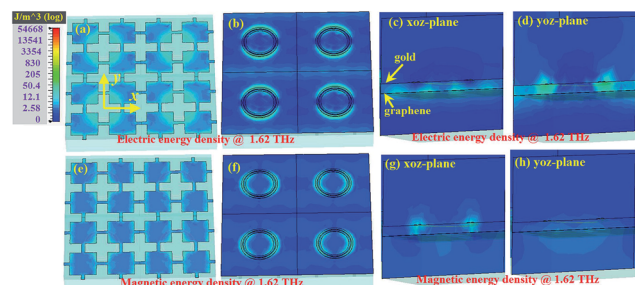 J/m^3 (log)
54668
13541
3354
830
205
50.4
12.1
2.58
0
(a)
y
x
(b)
(c) xoz-plane
gold
graphene
(d) yoz-plane
Electric energy density @ 1.62 THz
Electric energy density @ 1.62 THz
(e)
(f)
(g) xoz-plane
(h) yoz-plane
Magnetic energy density @ 1.62 THz
Magnetic energy density @ 1.62 THz